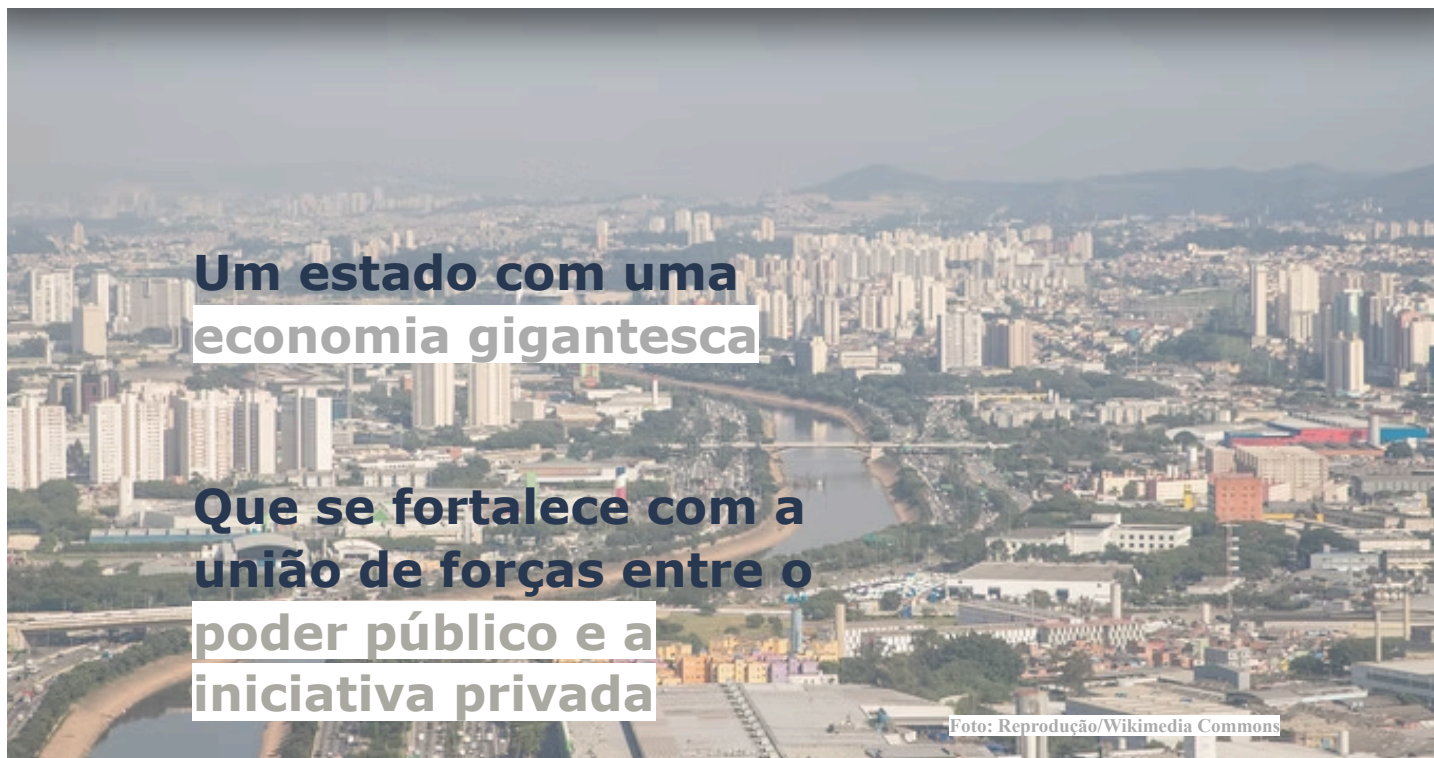 Um estado com uma
economia gigantesca
Que se fortalece com a
união de forças entre o
poder público e a
iniciativa privada
Foto: Reprodução/Wikimedia Commons